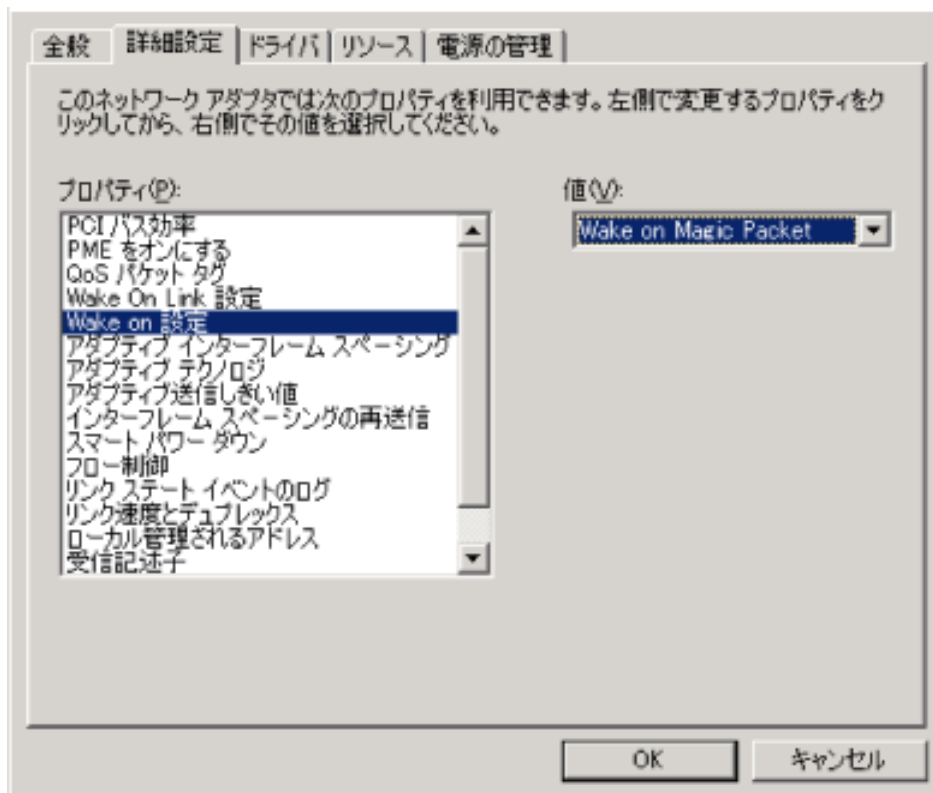 全般 詳細設定 ドライバ リソース 電源の管理
このネットワーク アダプタでは次のプロパティを利用できます。左側で変更するプロパティをク
リックしてから、右側でその値を選択してください。
プロパティ(P):
値(V):
PCI バス効率
PME をオンにする
QoS パケット タグ
Wake On Link 設定
Wake on 設定
アダプティブ インターフレーム スペーシング
アダプティブ テクノロジ
アダプティブ送信しきい値
インターフレーム スペーシングの再送信
スマート パワー ダウン
フロー制御
リンク ステート イベントのログ
リンク速度とデュプレックス
ローカル管理されるアドレス
受信記述子
Wake on Magic Packet
OK キャンセル